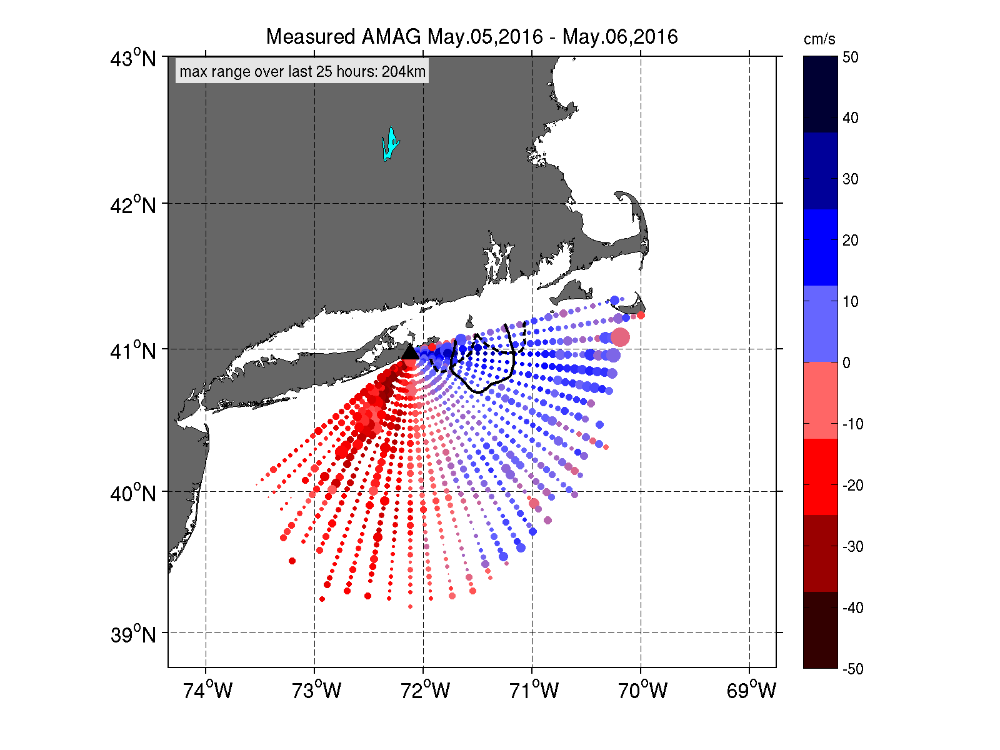 Measured AMAG May.05,2016 - May.06,2016
cm/s
max range over last 25 hours: 204km
43°N
42°N
41°N
40°N
39°N
74°W
73°W
72°W
71°W
70°W
69°W
50
40
30
20
10
0
-10
-20
-30
-40
-50